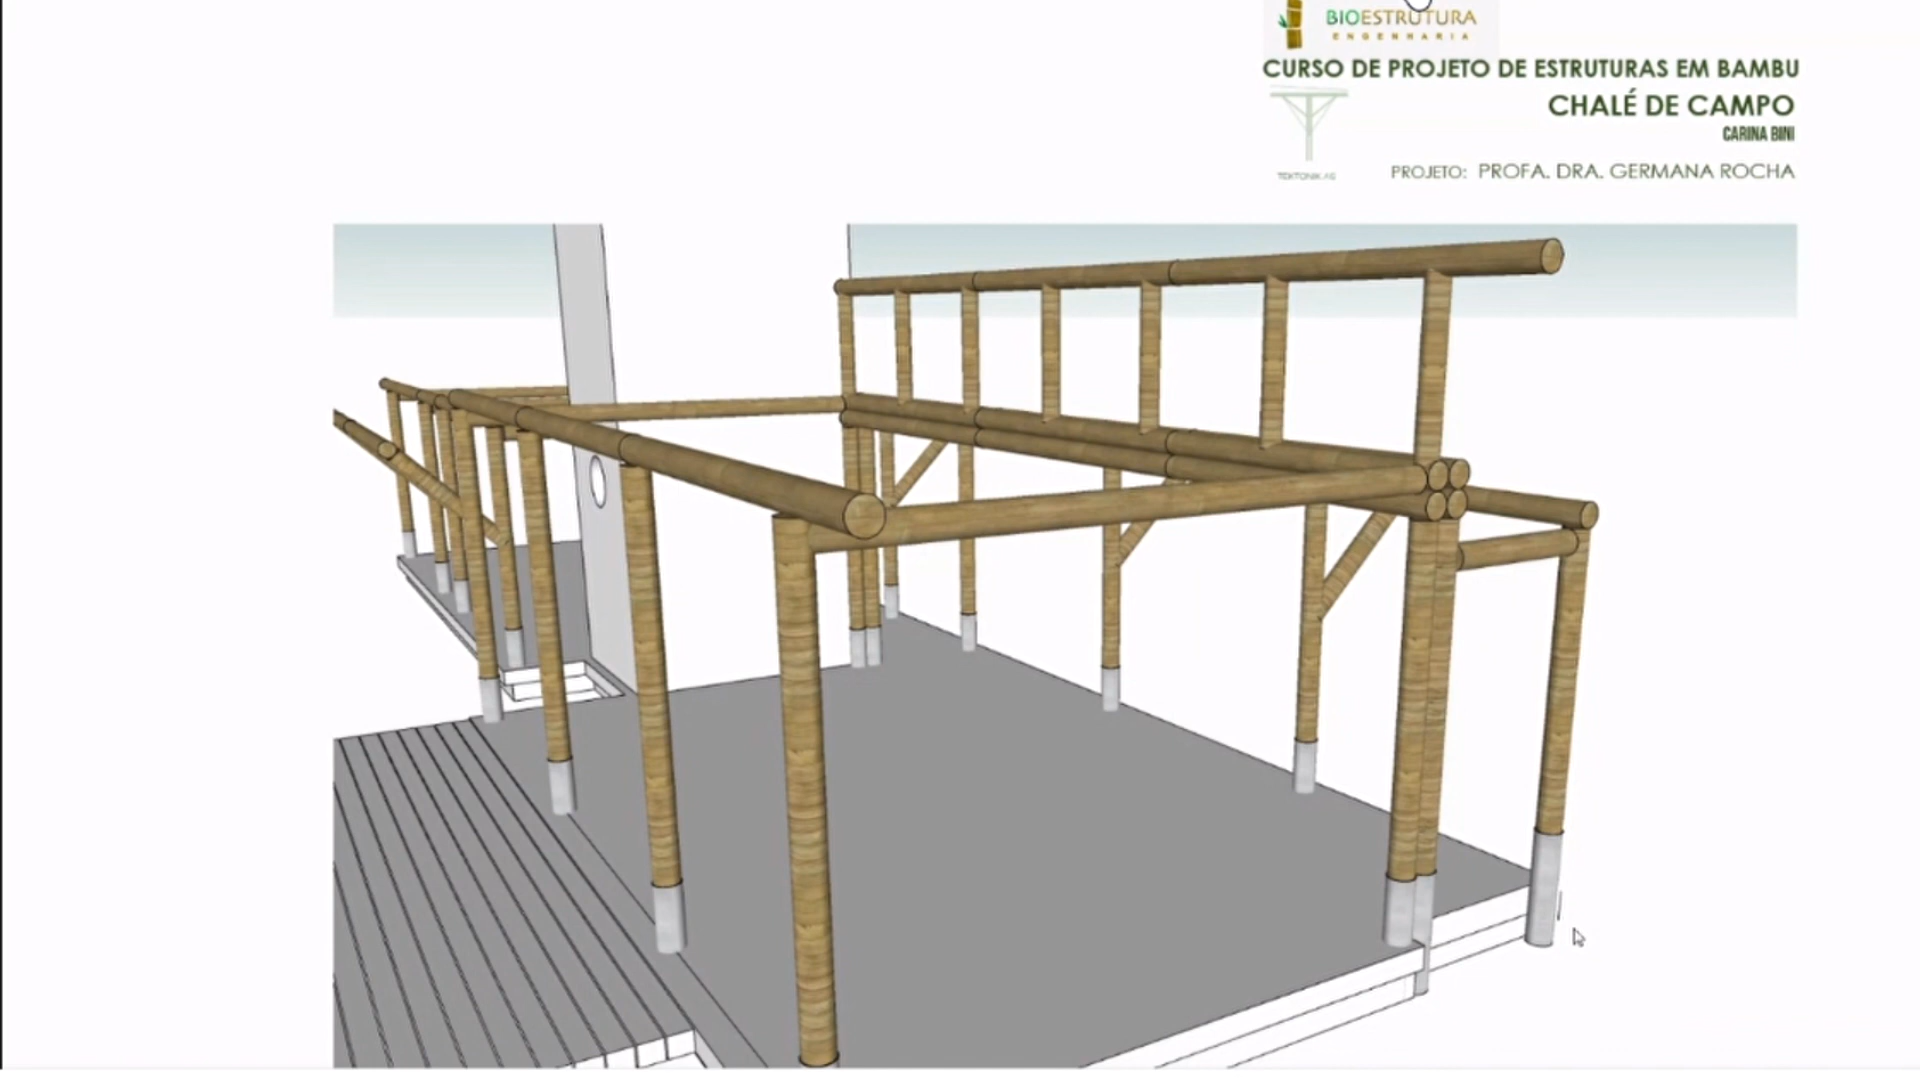 BIOESTRUTURA
ENGENHARIA
CURSO DE PROJETO DE ESTRUTURAS EM BAMBU
CHALÉ DE CAMPO
CARINA BINI
PROJETO: PROFA. DRA. GERMANA ROCHA